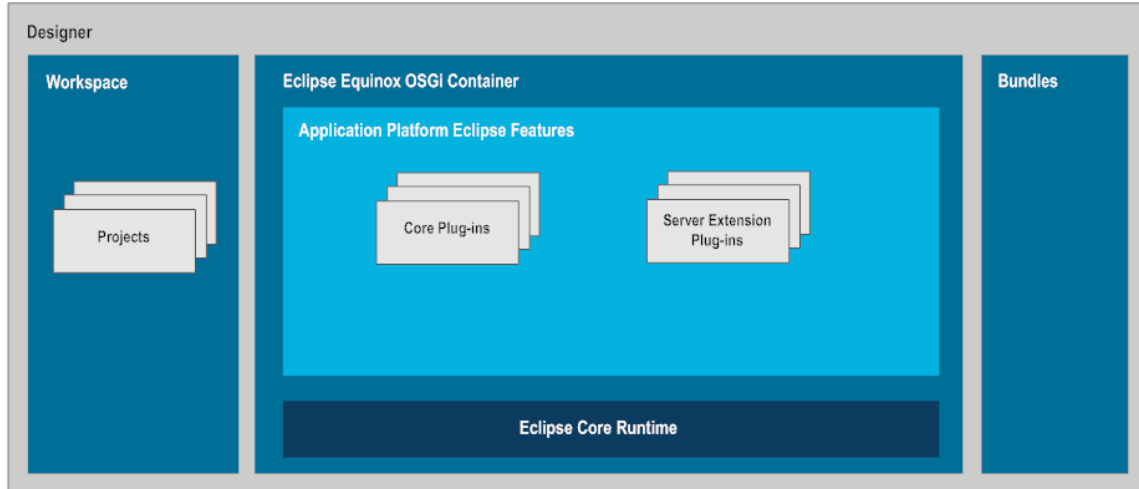 Designer
Workspace
Eclipse Equinox OSGi Container
Bundles
Application Platform Eclipse Features
Projects
Core Plug-ins
Server Extension
Plug-ins
Eclipse Core Runtime